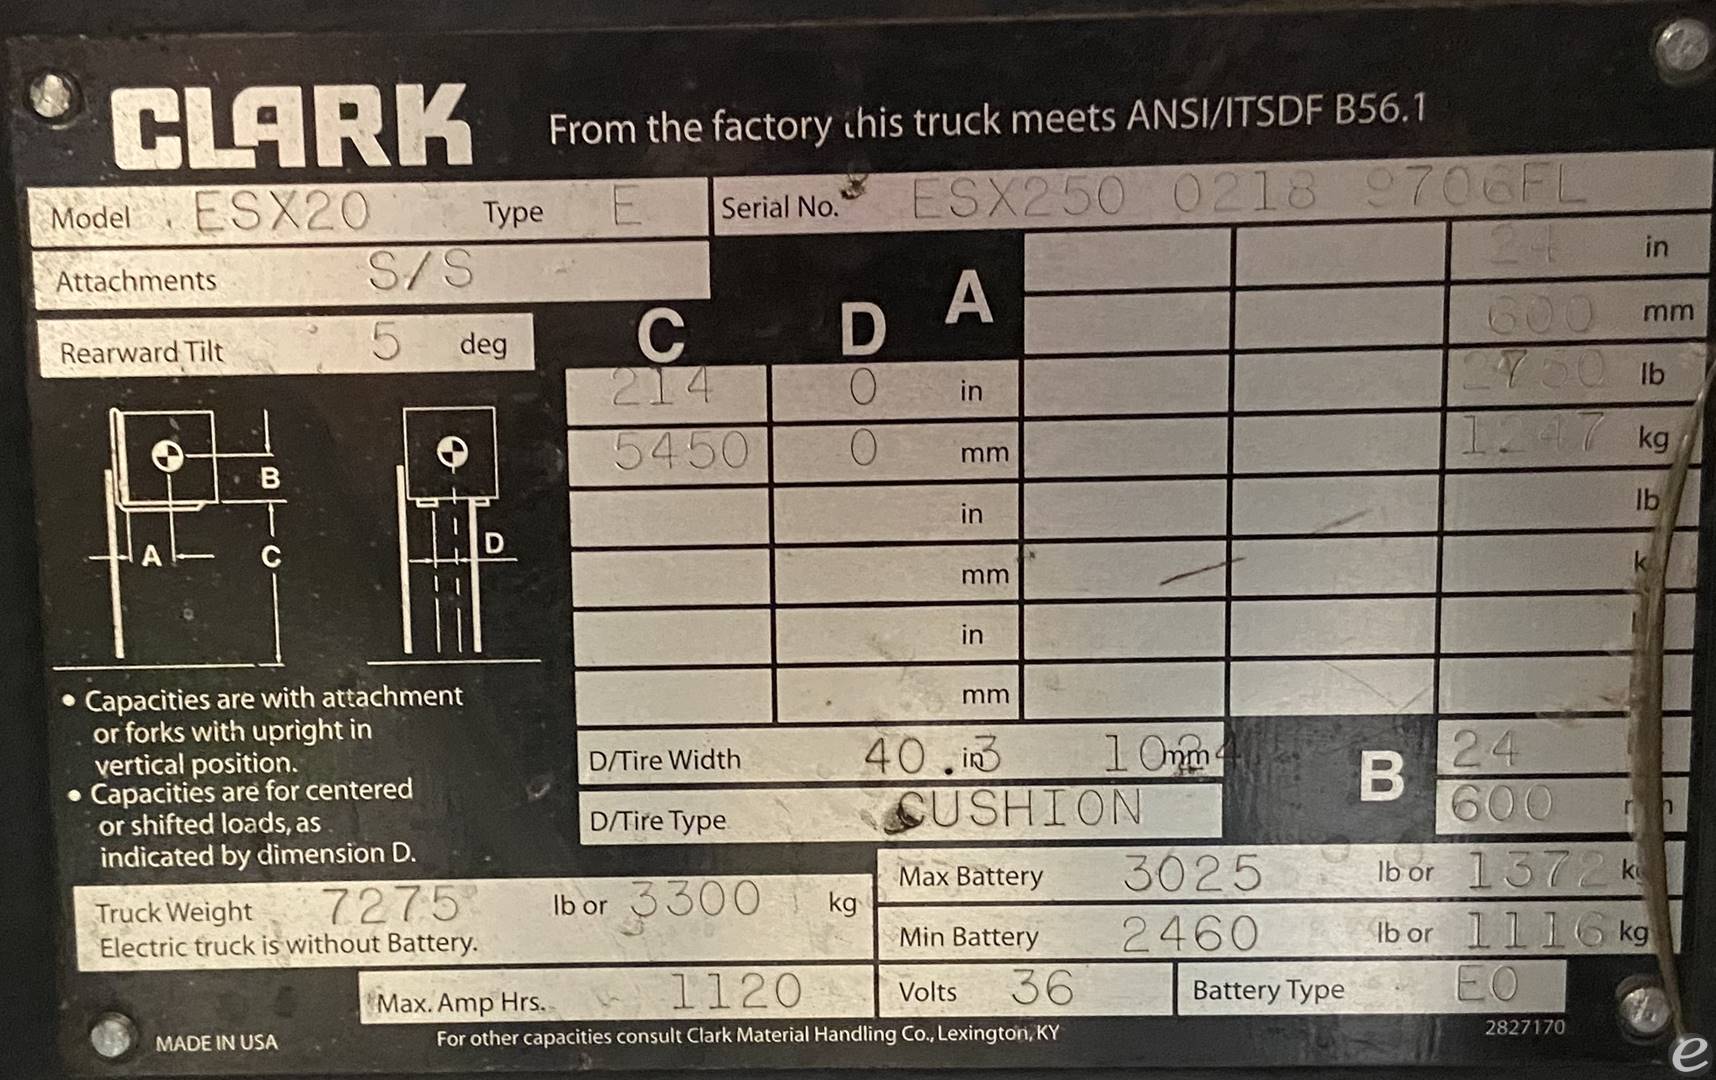 CLARK
From the factory this truck meets ANSI/ITSDF B56.1
Model ESX20 Type E
Serial No. ESX250 0218 9706FL
Attachments S/S
Rearward Tilt 5 deg
C D A
24 in
600 mm
214 0 in 2750 lb
5450 0 mm 1247 kg
in lb
mm
in
mm
B
A C
D
• Capacities are with attachment
or forks with upright in
vertical position.
• Capacities are for centered
or shifted loads, as
indicated by dimension D.
D/Tire Width 40.3 in 1024 mm
D/Tire Type CUSHION
B 24
600
Truck Weight 7275 lb or 3300 kg
Electric truck is without Battery.
Max Battery 3025 lb or 1372 kg
Min Battery 2460 lb or 1116 kg
Max. Amp Hrs. 1120
Volts 36
Battery Type EO
MADE IN USA
For other capacities consult Clark Material Handling Co., Lexington, KY
2827170
e